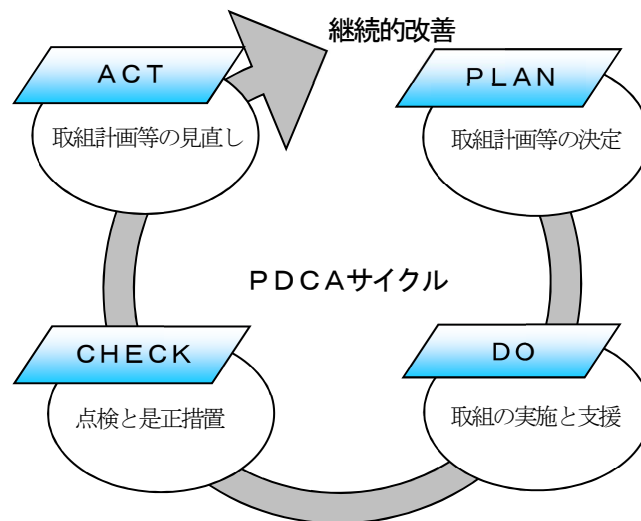 継続的改善
ＡＣＴ
取組計画等の見直し
ＰＬＡＮ
取組計画等の決定
ＰＤＣＡサイクル
ＣＨＥＣＫ
点検と是正措置
ＤＯ
取組の実施と支援